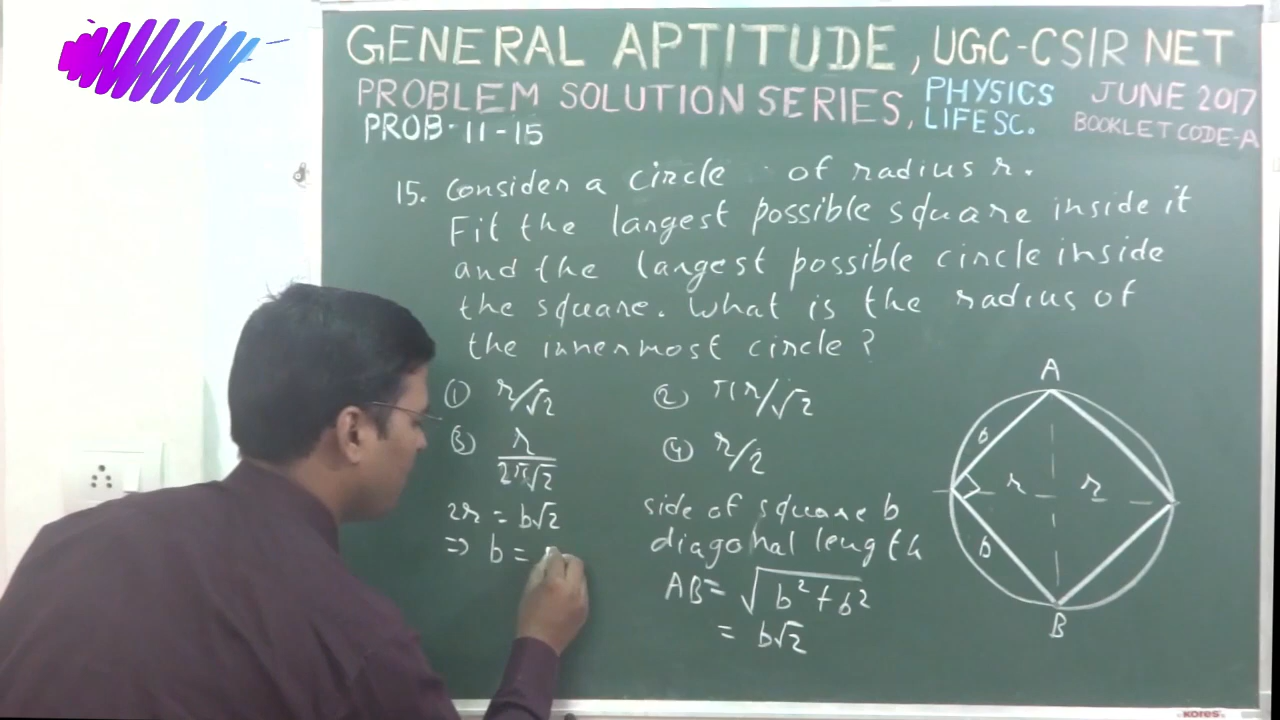 GENERAL APTITUDE, UGC-CSIR NET
PROBLEM SOLUTION SERIES, PHYSICS LIFESC. JUNE 2017 BOOKLET CODE-A
PROB-11-15
15. Consider a circle of radius r.
Fit the largest possible square inside it
and the largest possible circle inside
the square. What is the radius of
the innermost circle?
① r/√2 ② πr/√2
③ r/2π√2 ④ r/2
2r = b√2
⇒ b =
side of square b
diagonal length
AB = √b²+b²
= b√2
A
b
r r
b
B
kores